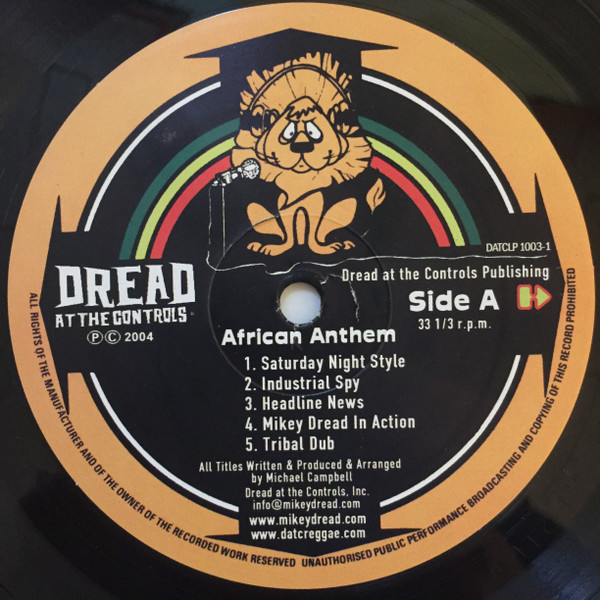 DATCLP 1003-1
Dread at the Controls Publishing
DREAD
AT THE CONTROLS
Ⓟ© 2004
Side A
33 1/3 r.p.m.
African Anthem
1. Saturday Night Style
2. Industrial Spy
3. Headline News
4. Mikey Dread In Action
5. Tribal Dub
All Titles Written & Produced & Arranged
by Michael Campbell
Dread at the Controls, Inc.
info@mikeydread.com
www.mikeydread.com
www.datcreggae.com
ALL RIGHTS OF THE MANUFACTURER AND OF THE OWNER OF THE RECORDED WORK RESERVED UNAUTHORISED PUBLIC PERFORMANCE BROADCASTING AND COPYING OF THIS RECORD PROHIBITED